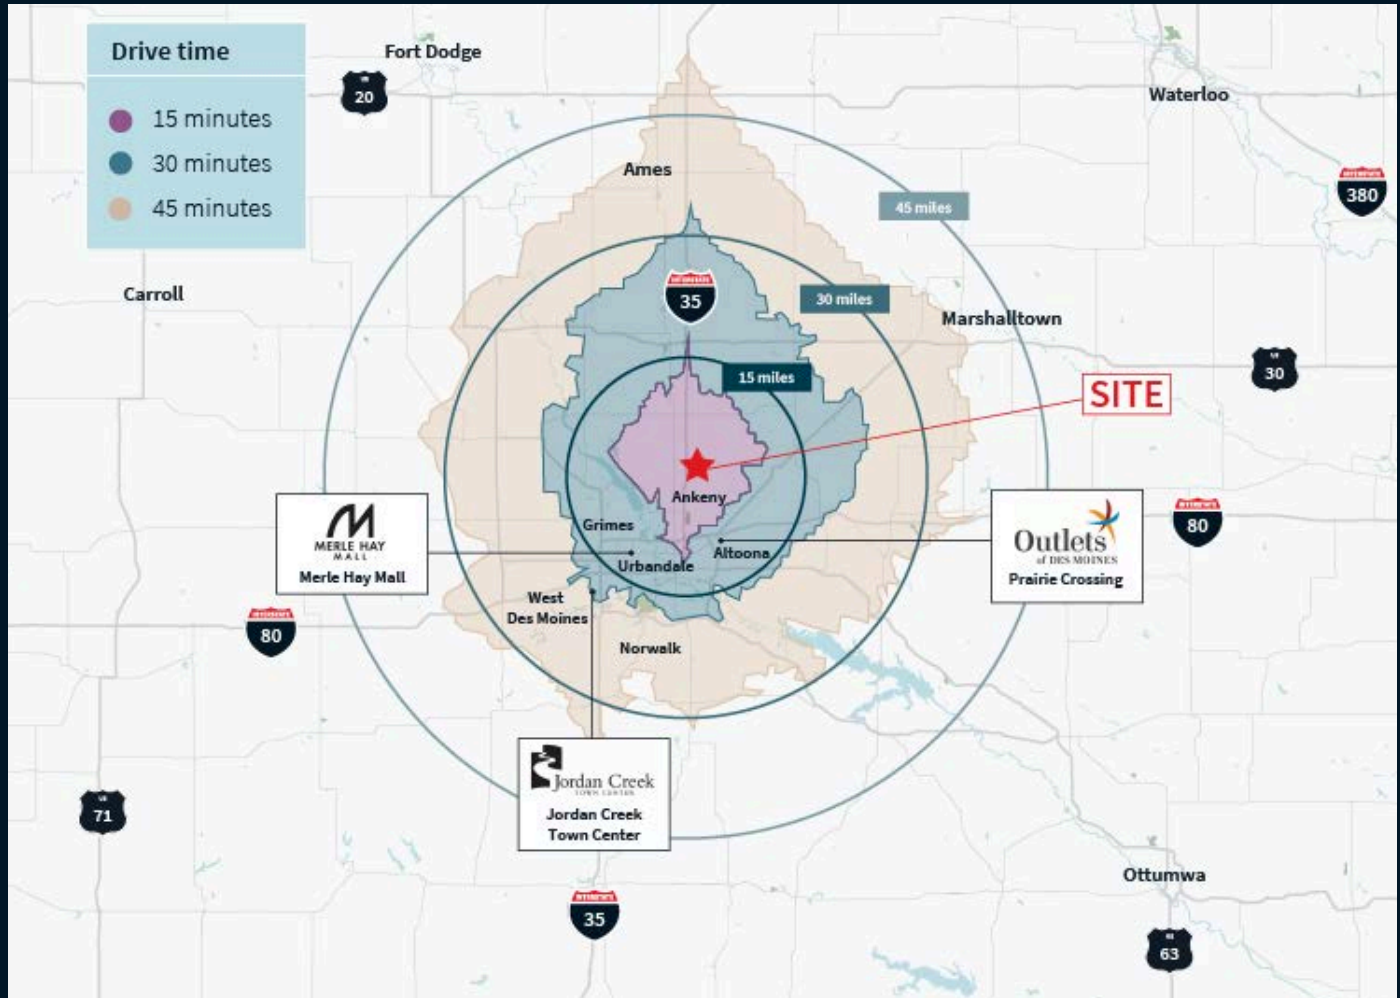 Drive time
15 minutes
30 minutes
45 minutes
Fort Dodge
20
Waterloo
380
Ames
45 miles
Carroll
35
30 miles
Marshalltown
30
15 miles
SITE
Ankeny
Grimes
Altoona
Urbandale
MERLE HAY
MALL
Merle Hay Mall
Outlets
of DES MOINES
Prairie Crossing
80
West
Des Moines
80
Norwalk
Jordan Creek
TOWN CENTER
Jordan Creek
Town Center
71
35
Ottumwa
63